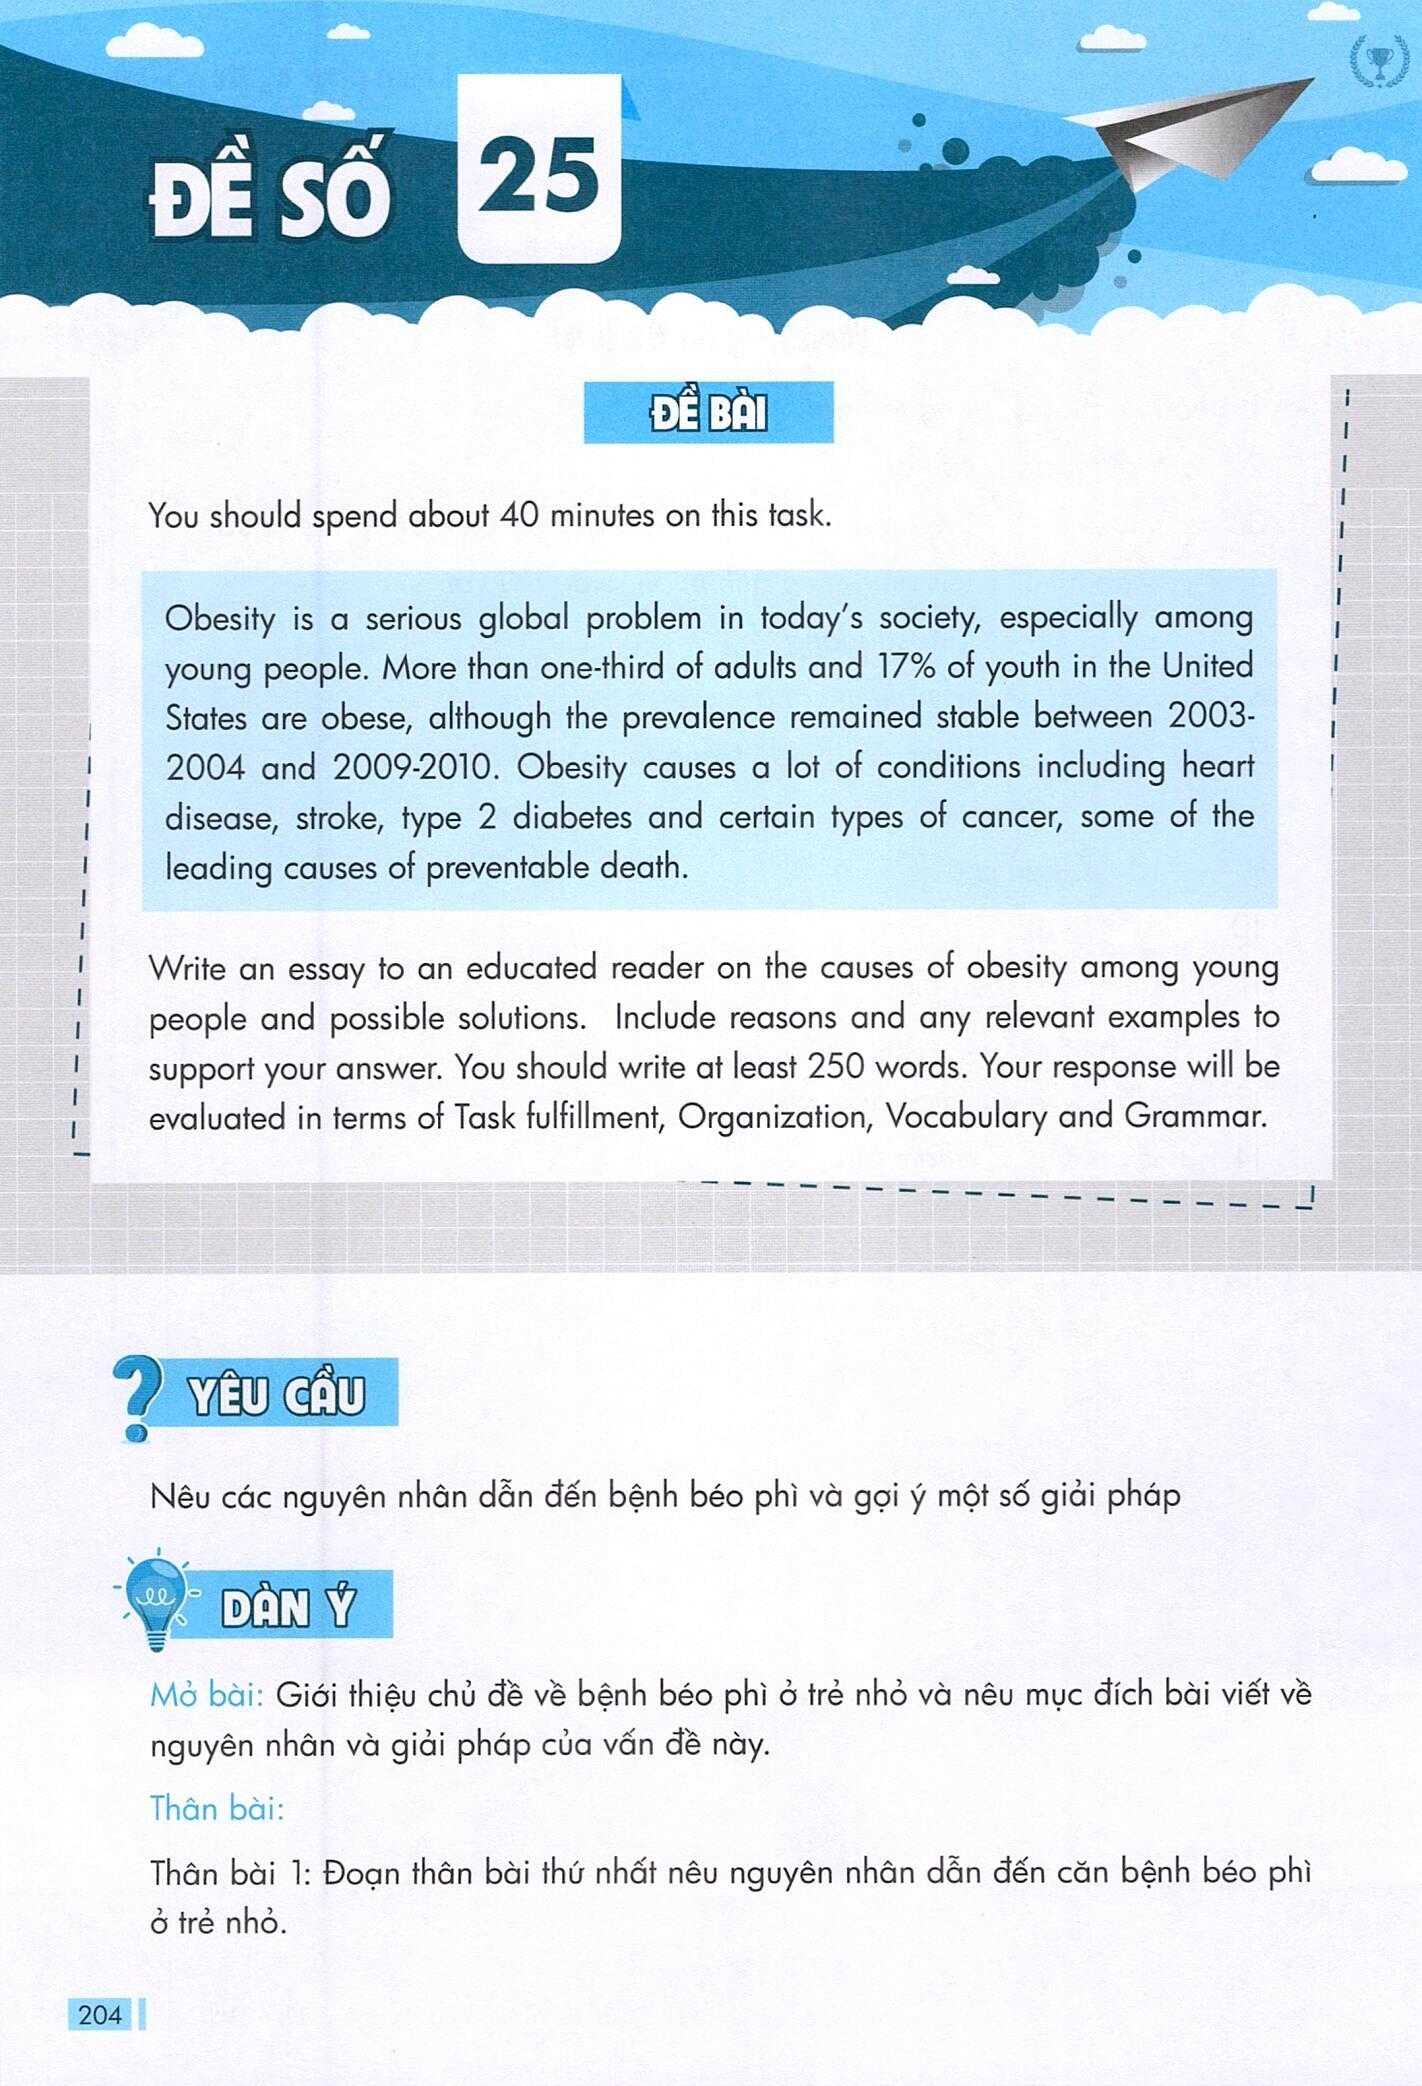 ĐỀ SỐ 25
ĐỀ BÀI
You should spend about 40 minutes on this task.
Obesity is a serious global problem in today's society, especially among
young people. More than one-third of adults and 17% of youth in the United
States are obese, although the prevalence remained stable between 2003-
2004 and 2009-2010. Obesity causes a lot of conditions including heart
disease, stroke, type 2 diabetes and certain types of cancer, some of the
leading causes of preventable death.
Write an essay to an educated reader on the causes of obesity among young
people and possible solutions. Include reasons and any relevant examples to
support your answer. You should write at least 250 words. Your response will be
evaluated in terms of Task fulfillment, Organization, Vocabulary and Grammar.
YÊU CẦU
Nêu các nguyên nhân dẫn đến bệnh béo phì và gợi ý một số giải pháp
DÀN Ý
Mở bài: Giới thiệu chủ đề về bệnh béo phì ở trẻ nhỏ và nêu mục đích bài viết về
nguyên nhân và giải pháp của vấn đề này.
Thân bài:
Thân bài 1: Đoạn thân bài thứ nhất nêu nguyên nhân dẫn đến căn bệnh béo phì
ở trẻ nhỏ.
204